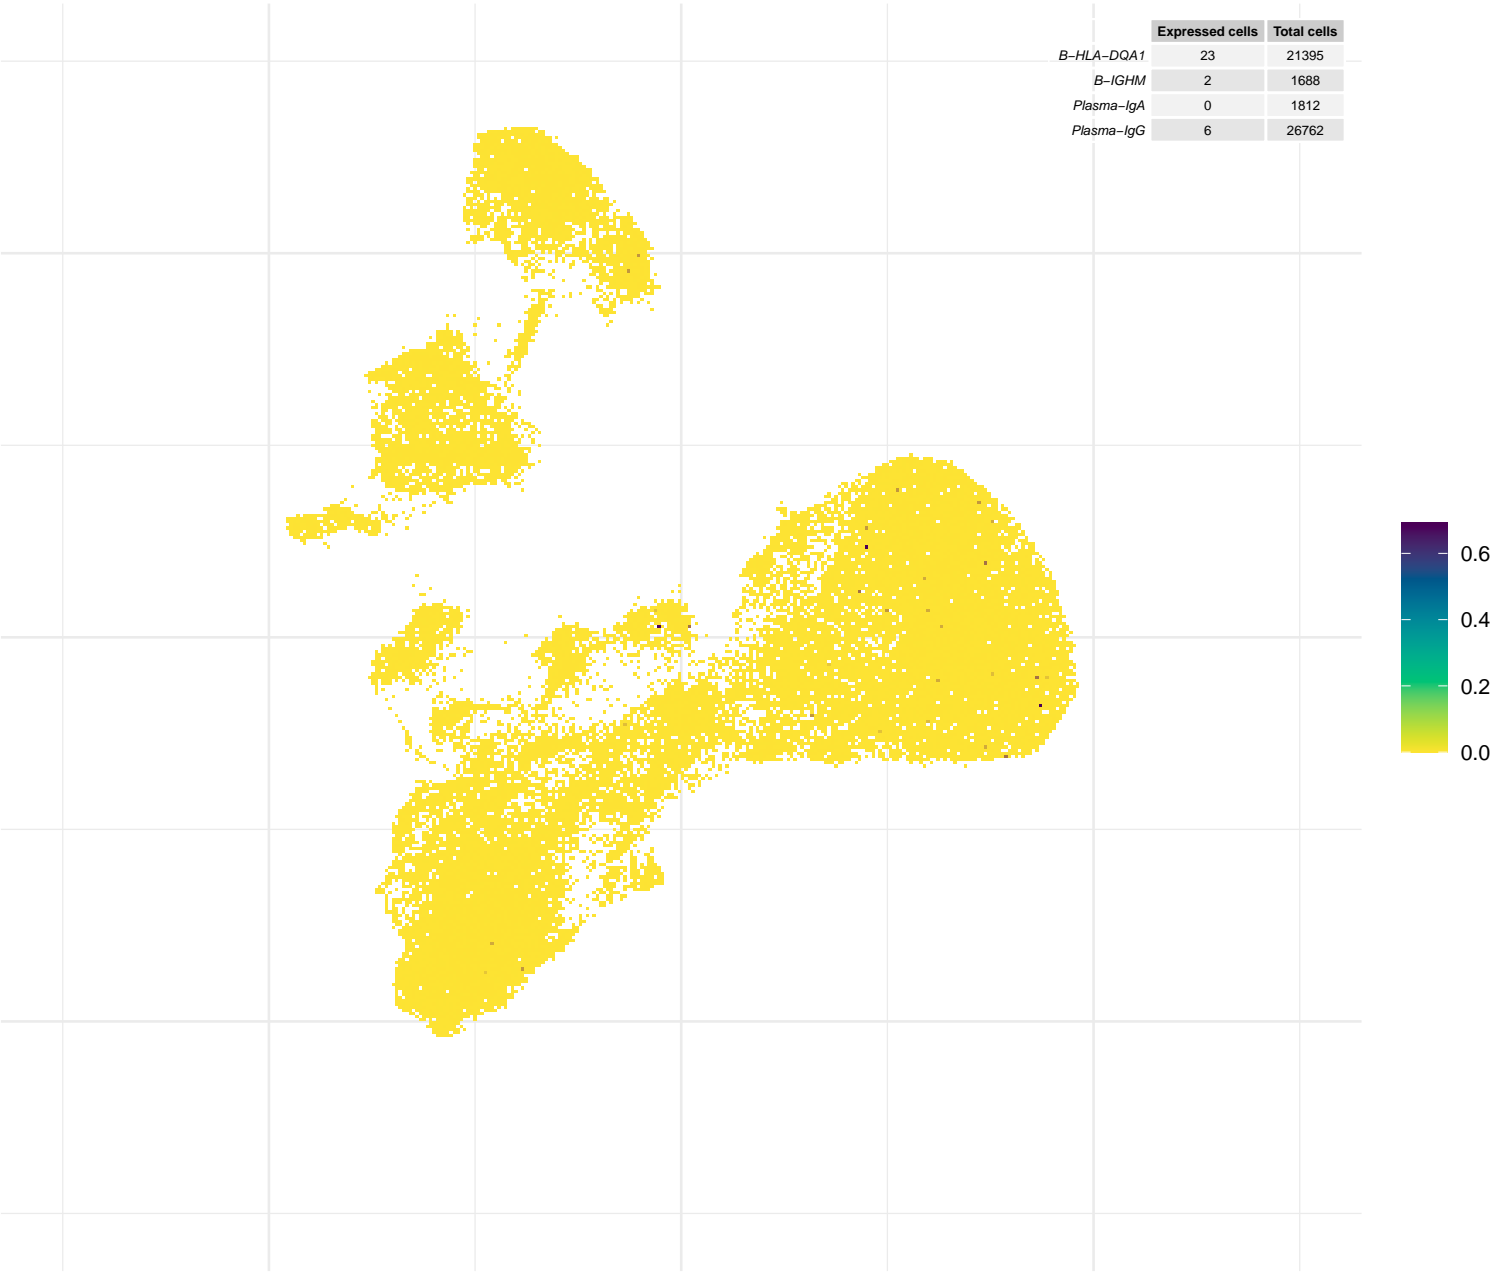 Expressed cells Total cells
B−HLA−DQA1 23 21395
B−IGHM 2 1688
Plasma−IgA 0 1812
Plasma−IgG 6 26762
0.6
0.4
0.2
0.0